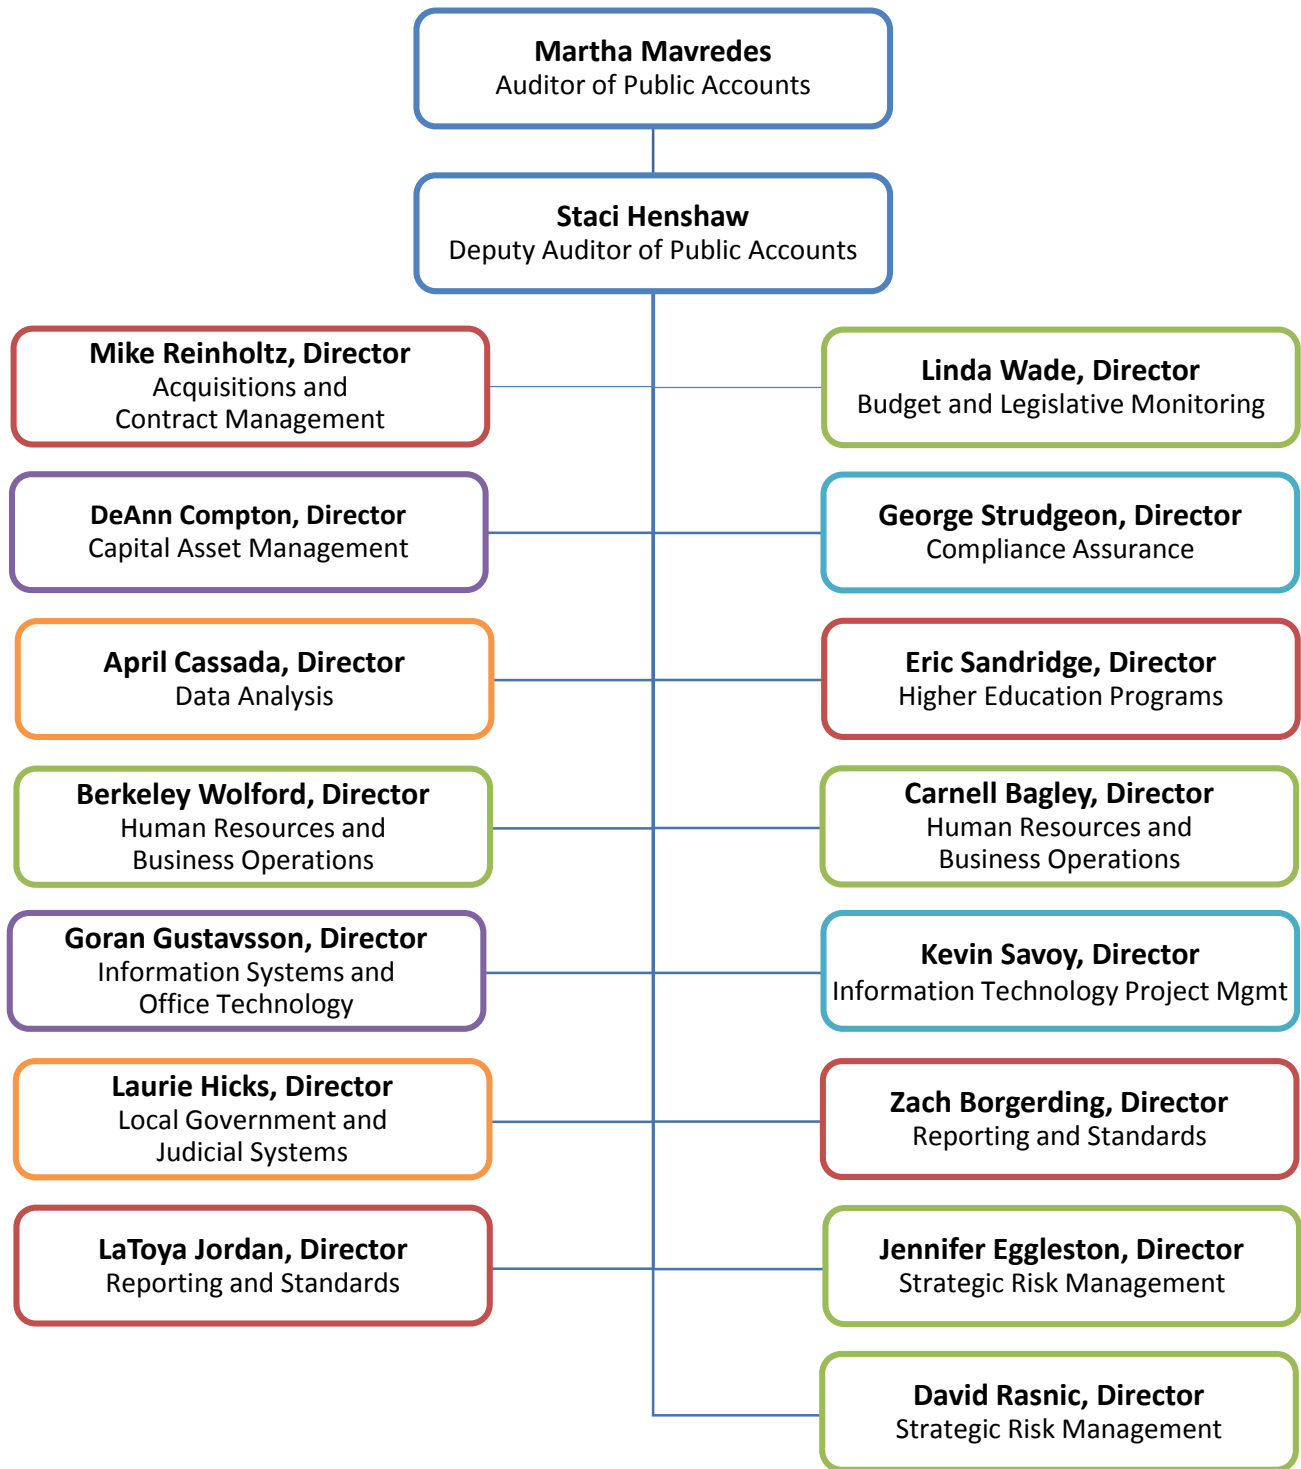 Martha Mavredes
Auditor of Public Accounts
Staci Henshaw
Deputy Auditor of Public Accounts
Mike Reinholtz, Director
Acquisitions and
Contract Management
Linda Wade, Director
Budget and Legislative Monitoring
DeAnn Compton, Director
Capital Asset Management
George Strudgeon, Director
Compliance Assurance
April Cassada, Director
Data Analysis
Eric Sandridge, Director
Higher Education Programs
Berkeley Wolford, Director
Human Resources and
Business Operations
Carnell Bagley, Director
Human Resources and
Business Operations
Goran Gustavsson, Director
Information Systems and
Office Technology
Kevin Savoy, Director
Information Technology Project Mgmt
Laurie Hicks, Director
Local Government and
Judicial Systems
Zach Borgerding, Director
Reporting and Standards
LaToya Jordan, Director
Reporting and Standards
Jennifer Eggleston, Director
Strategic Risk Management
David Rasnic, Director
Strategic Risk Management